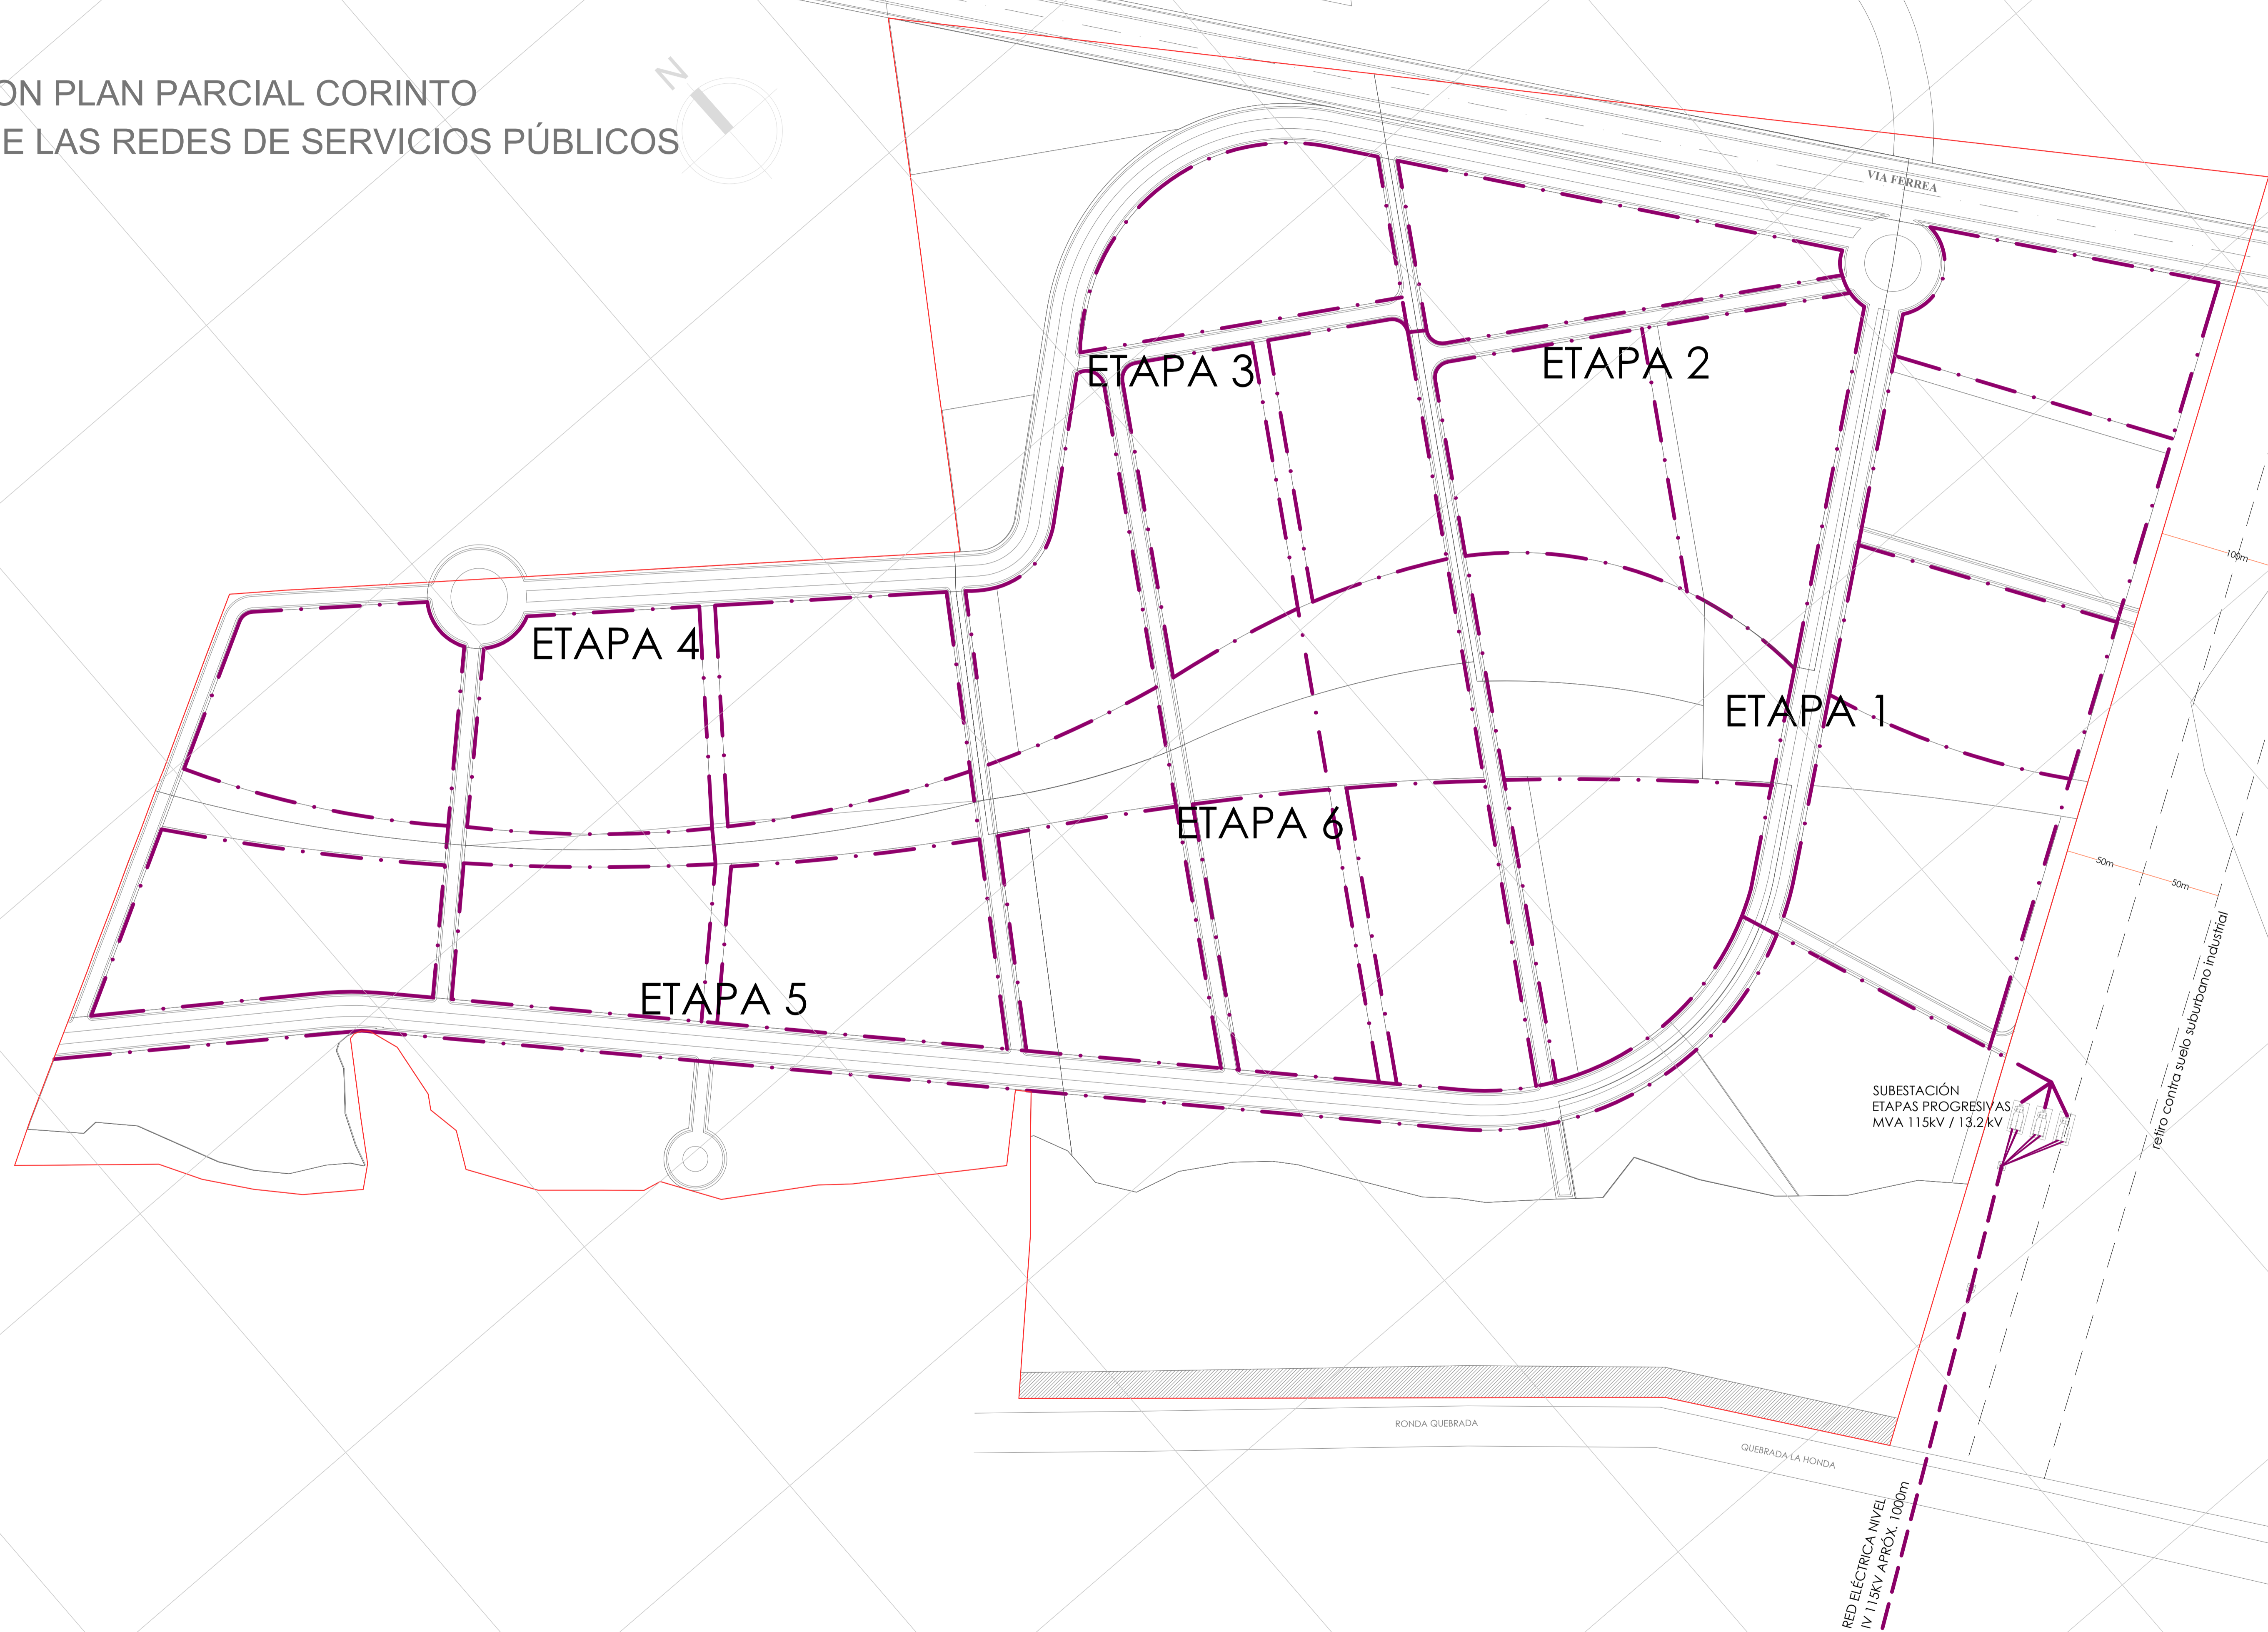 ON PLAN PARCIAL CORINTO
E LAS REDES DE SERVICIOS PÚBLICOS
N
VIA FERREA
ETAPA 3
ETAPA 2
100m
ETAPA 4
ETAPA 1
ETAPA 6
50m
50m
ETAPA 5
retiro contra suelo suburbano industrial
SUBESTACIÓN
ETAPAS PROGRESIVAS
MVA 115kV / 13.2 kV
RONDA QUEBRADA
QUEBRADA LA HONDA
RED ELÉCTRICA NIVEL
IV 115KV APRÓX. 1000m